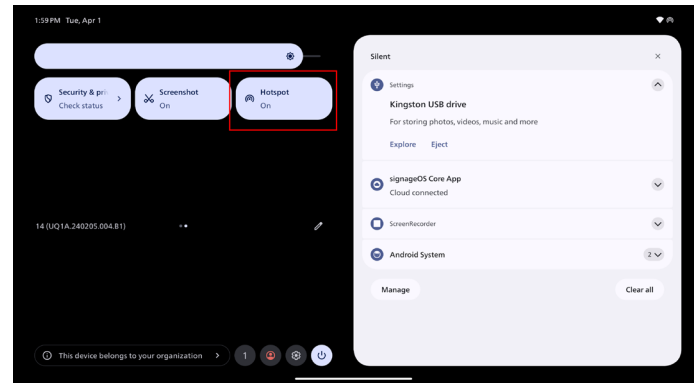 1:59 PM Tue, Apr 1
Security & pri
Check status
Screenshot
On
Hotspot
On
14 (UQ1A.240205.004.B1)
This device belongs to your organization
1
Silent
Settings
Kingston USB drive
For storing photos, videos, music and more
Explore Eject
signageOS Core App
Cloud connected
ScreenRecorder
Android System
2
Manage
Clear all